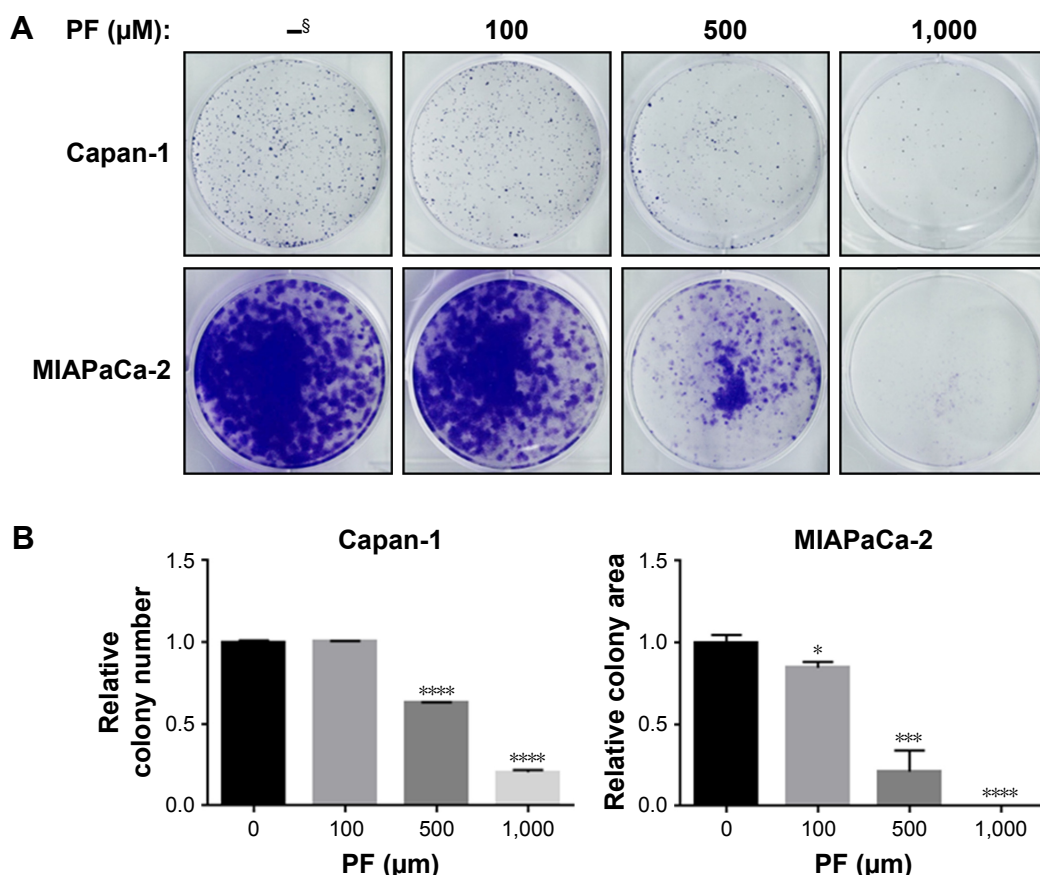 A PF (µM): –§ 100 500 1,000
Capan-1
MIAPaCa-2
B
Capan-1
Relative
colony number
1.5
1.0
0.5
0.0
****
****
0 100 500 1,000
PF (µm)
MIAPaCa-2
Relative colony area
1.5
1.0
0.5
0.0
*
***
****
0 100 500 1,000
PF (µm)